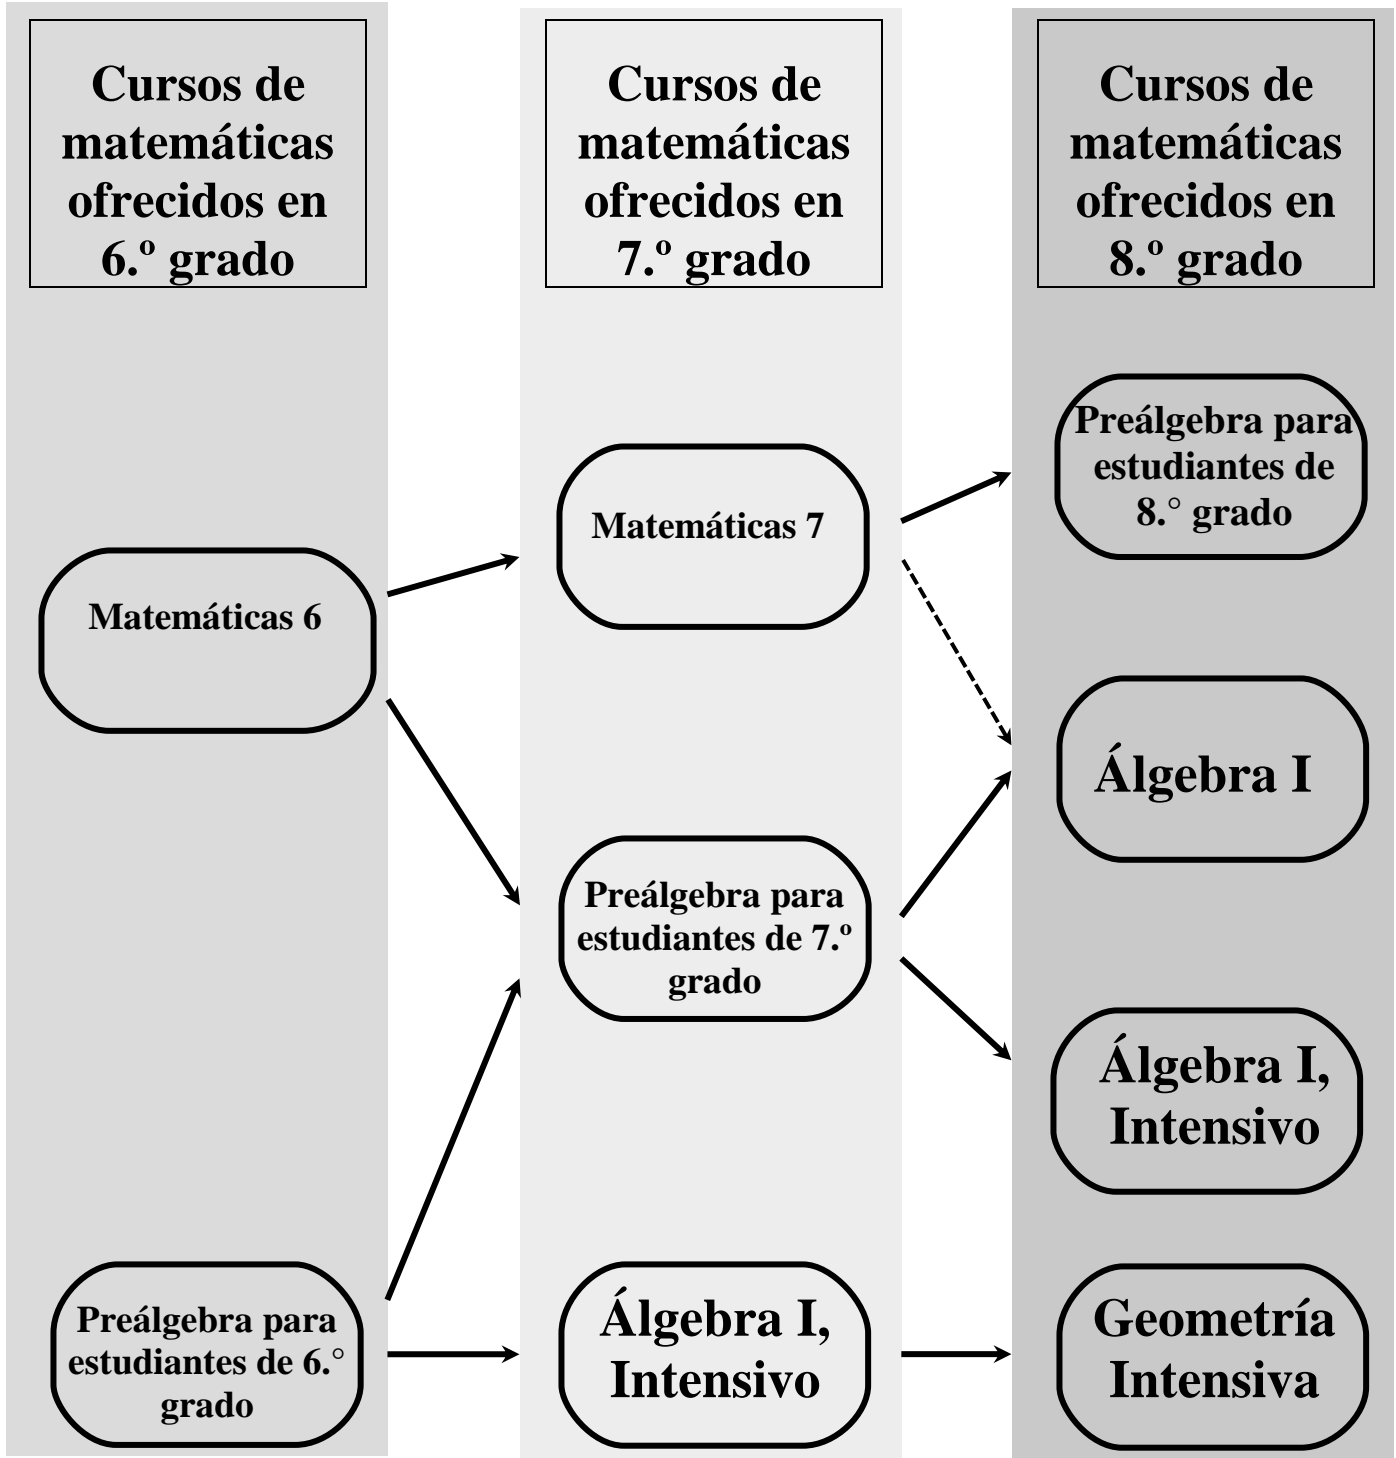 Cursos de
matemáticas
ofrecidos en
6.º grado
Matemáticas 6
Preálgebra para
estudiantes de 6.°
grado
Cursos de
matemáticas
ofrecidos en
7.º grado
Matemáticas 7
Preálgebra para
estudiantes de 7.º
grado
Álgebra I,
Intensivo
Cursos de
matemáticas
ofrecidos en
8.º grado
Preálgebra para
estudiantes de
8.° grado
Álgebra I
Álgebra I,
Intensivo
Geometría
Intensiva